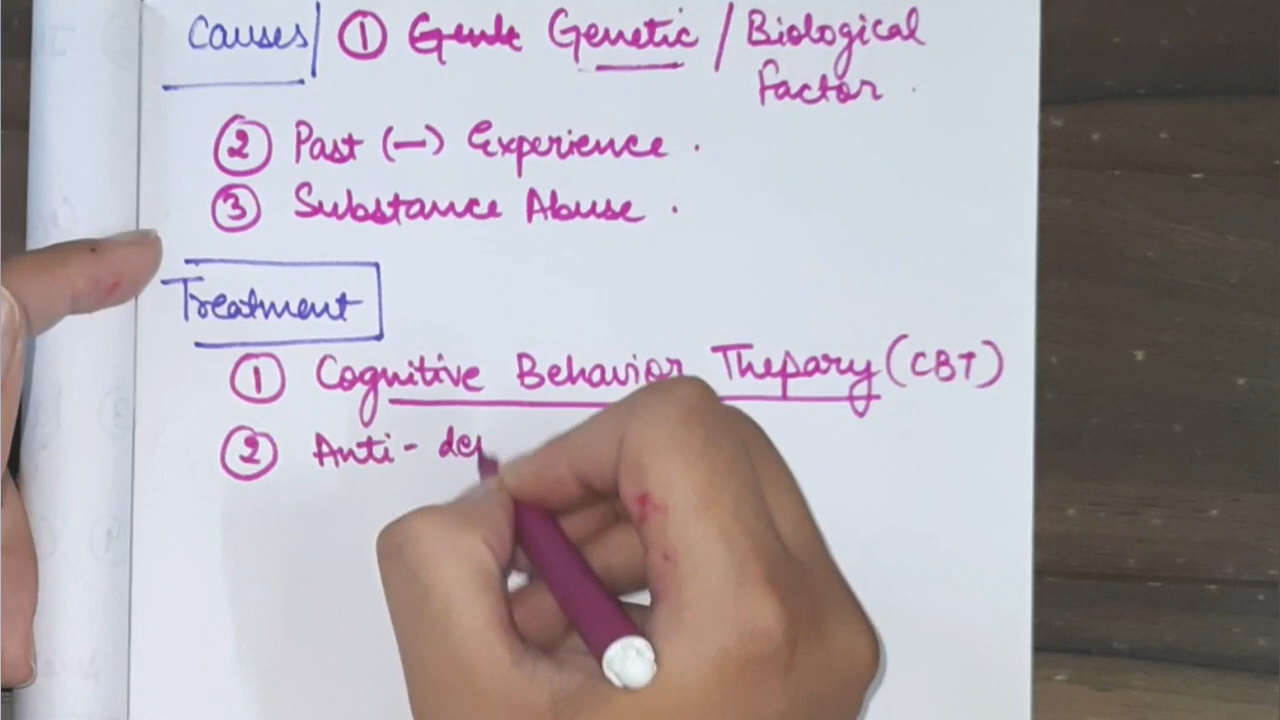 Causes ① Genetic / Biological
Factor.
② Past (-) Experience.
③ Substance Abuse.
Treatment
① Cognitive Behavior Thepary (CBT)
② Anti-dep